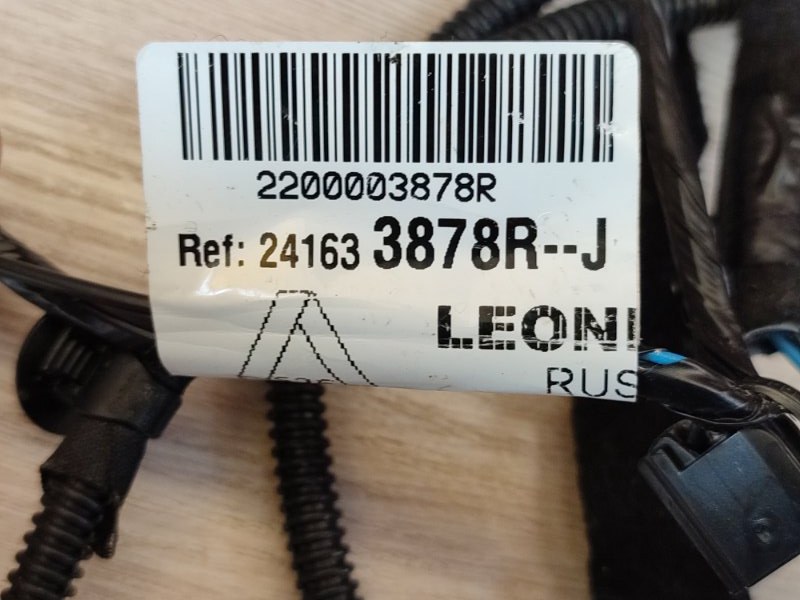 2200003878R
Ref: 24163 3878R--J
LEONI
RUS